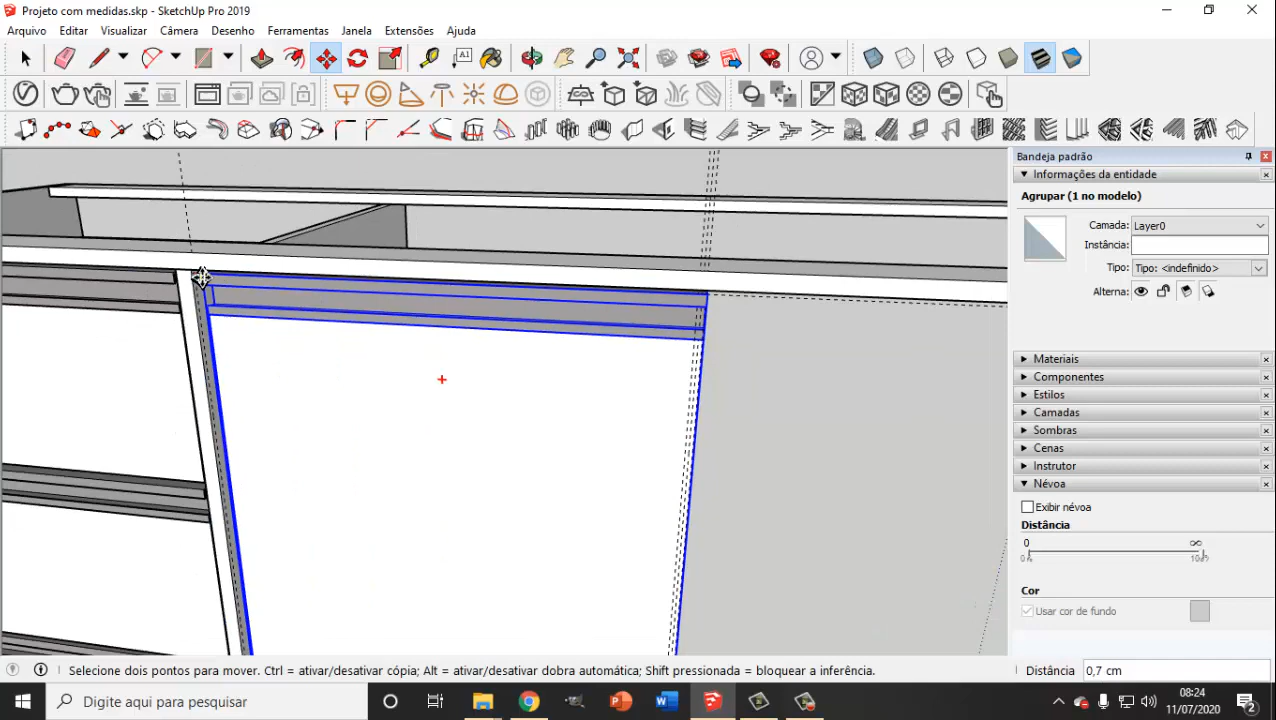 Projeto com medidas.skp - SketchUp Pro 2019
Arquivo Editar Visualizar Câmera Desenho Ferramentas Janela Extensões Ajuda
A1
Bandeja padrão
Informações da entidade
Agrupar (1 no modelo)
Camada: Layer0
Instância:
Tipo: Tipo: <indefinido>
Alterna:
Materiais
Componentes
Estilos
Camadas
Sombras
Cenas
Instrutor
Névoa
Exibir névoa
Distância
0 ∞
Cor
Usar cor de fundo
Selecione dois pontos para mover. Ctrl = ativar/desativar cópia; Alt = ativar/desativar dobra automática; Shift pressionada = bloquear a inferência.
Distância 0,7 cm
Digite aqui para pesquisar
08:24
11/07/2020
2